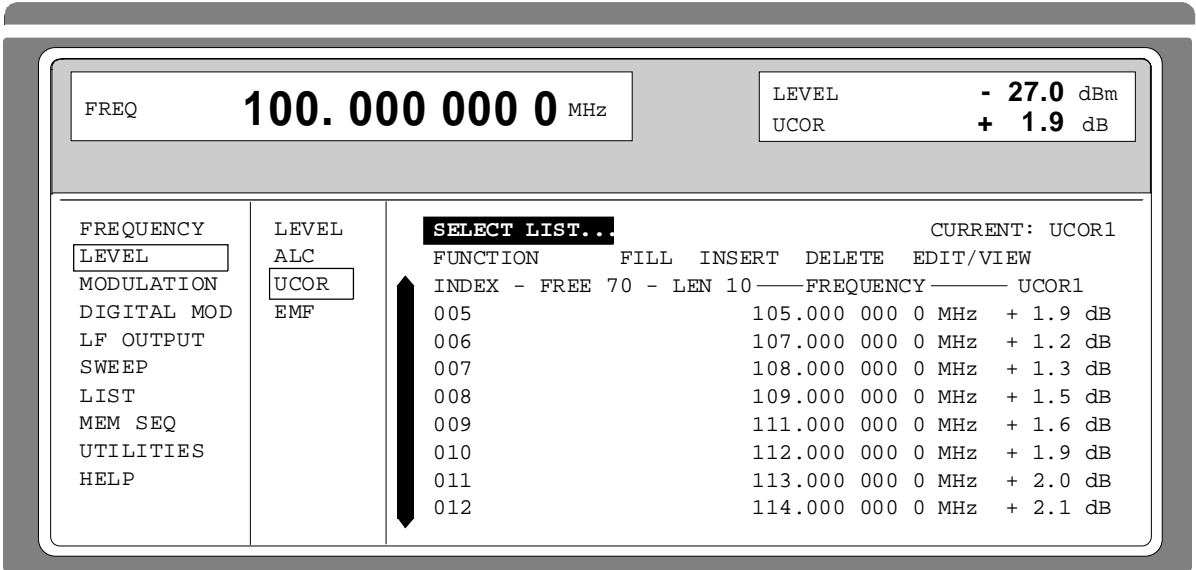 FREQ 100. 000 000 0 MHz
LEVEL - 27.0 dBm
UCOR + 1.9 dB
FREQUENCY
LEVEL
MODULATION
DIGITAL MOD
LF OUTPUT
SWEEP
LIST
MEM SEQ
UTILITIES
HELP
LEVEL
ALC
UCOR
EMF
SELECT LIST... CURRENT: UCOR1
FUNCTION FILL INSERT DELETE EDIT/VIEW
INDEX - FREE 70 - LEN 10 FREQUENCY UCOR1
005 105.000 000 0 MHz + 1.9 dB
006 107.000 000 0 MHz + 1.2 dB
007 108.000 000 0 MHz + 1.3 dB
008 109.000 000 0 MHz + 1.5 dB
009 111.000 000 0 MHz + 1.6 dB
010 112.000 000 0 MHz + 1.9 dB
011 113.000 000 0 MHz + 2.0 dB
012 114.000 000 0 MHz + 2.1 dB